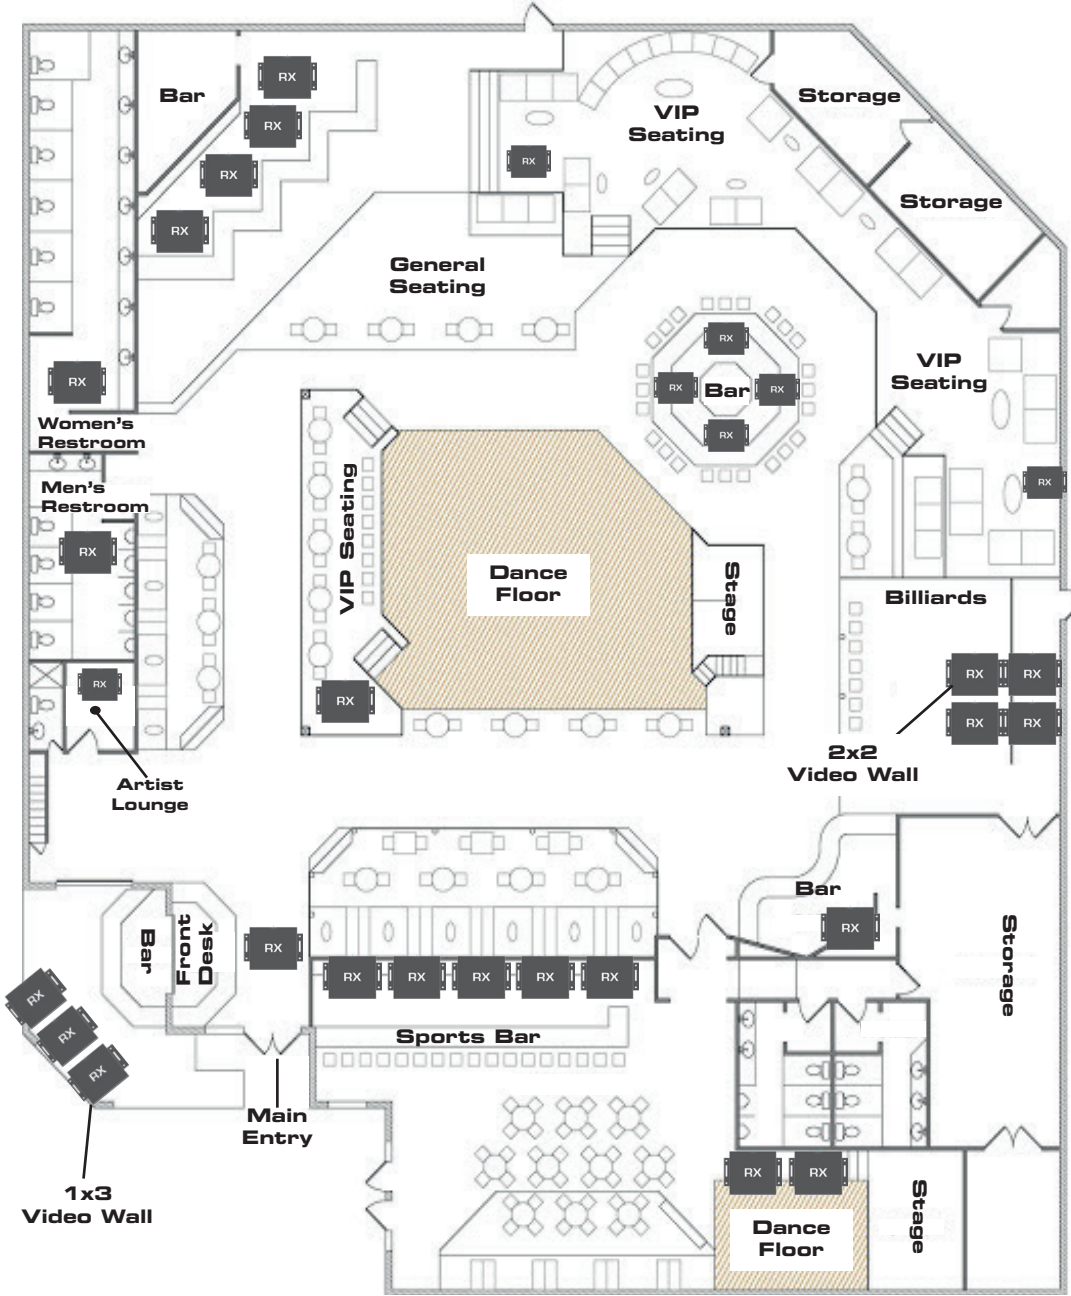 Bar
RX
RX
RX
RX
VIP
Seating
RX
Storage
Storage
General
Seating
RX
RX
Bar
RX
RX
VIP
Seating
RX
RX
Women's
Restroom
Men's
Restroom
RX
VIP Seating
Dance
Floor
Stage
Billiards
RX
RX
RX
RX
2x2
Video Wall
RX
RX
Artist
Lounge
Bar
RX
Storage
Bar
Front
Desk
RX
RX
RX
RX
RX
RX
Sports Bar
RX
RX
RX
Main
Entry
1x3
Video Wall
RX
RX
Dance
Floor
Stage